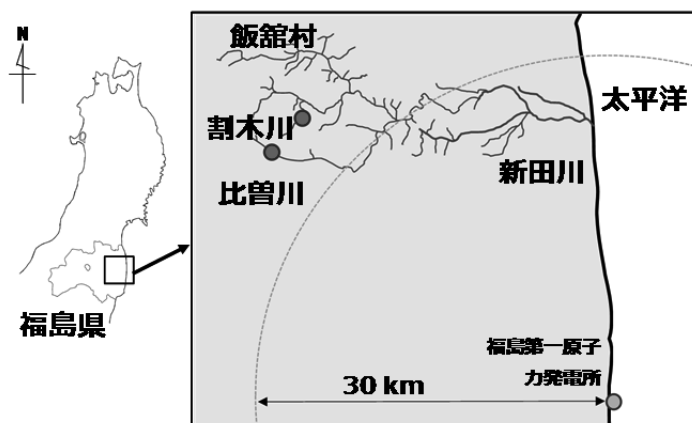 N
飯舘村
太平洋
割木川
比曽川
新田川
福島県
福島第一原子
力発電所
30 km